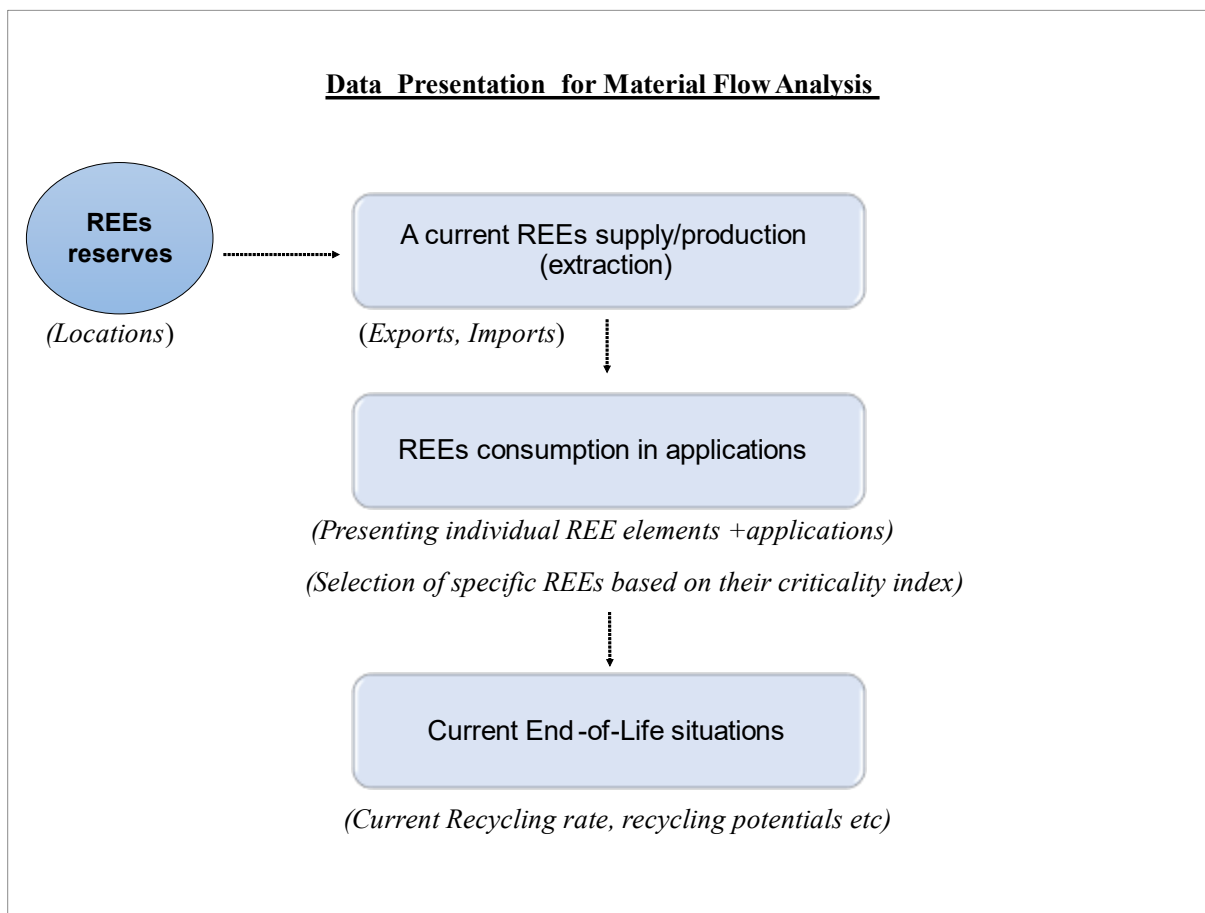 Data Presentation for Material Flow Analysis
REEs
reserves
(Locations)
A current REEs supply/production
(extraction)
(Exports, Imports)
REEs consumption in applications
(Presenting individual REE elements +applications)
(Selection of specific REEs based on their criticality index)
Current End-of-Life situations
(Current Recycling rate, recycling potentials etc)